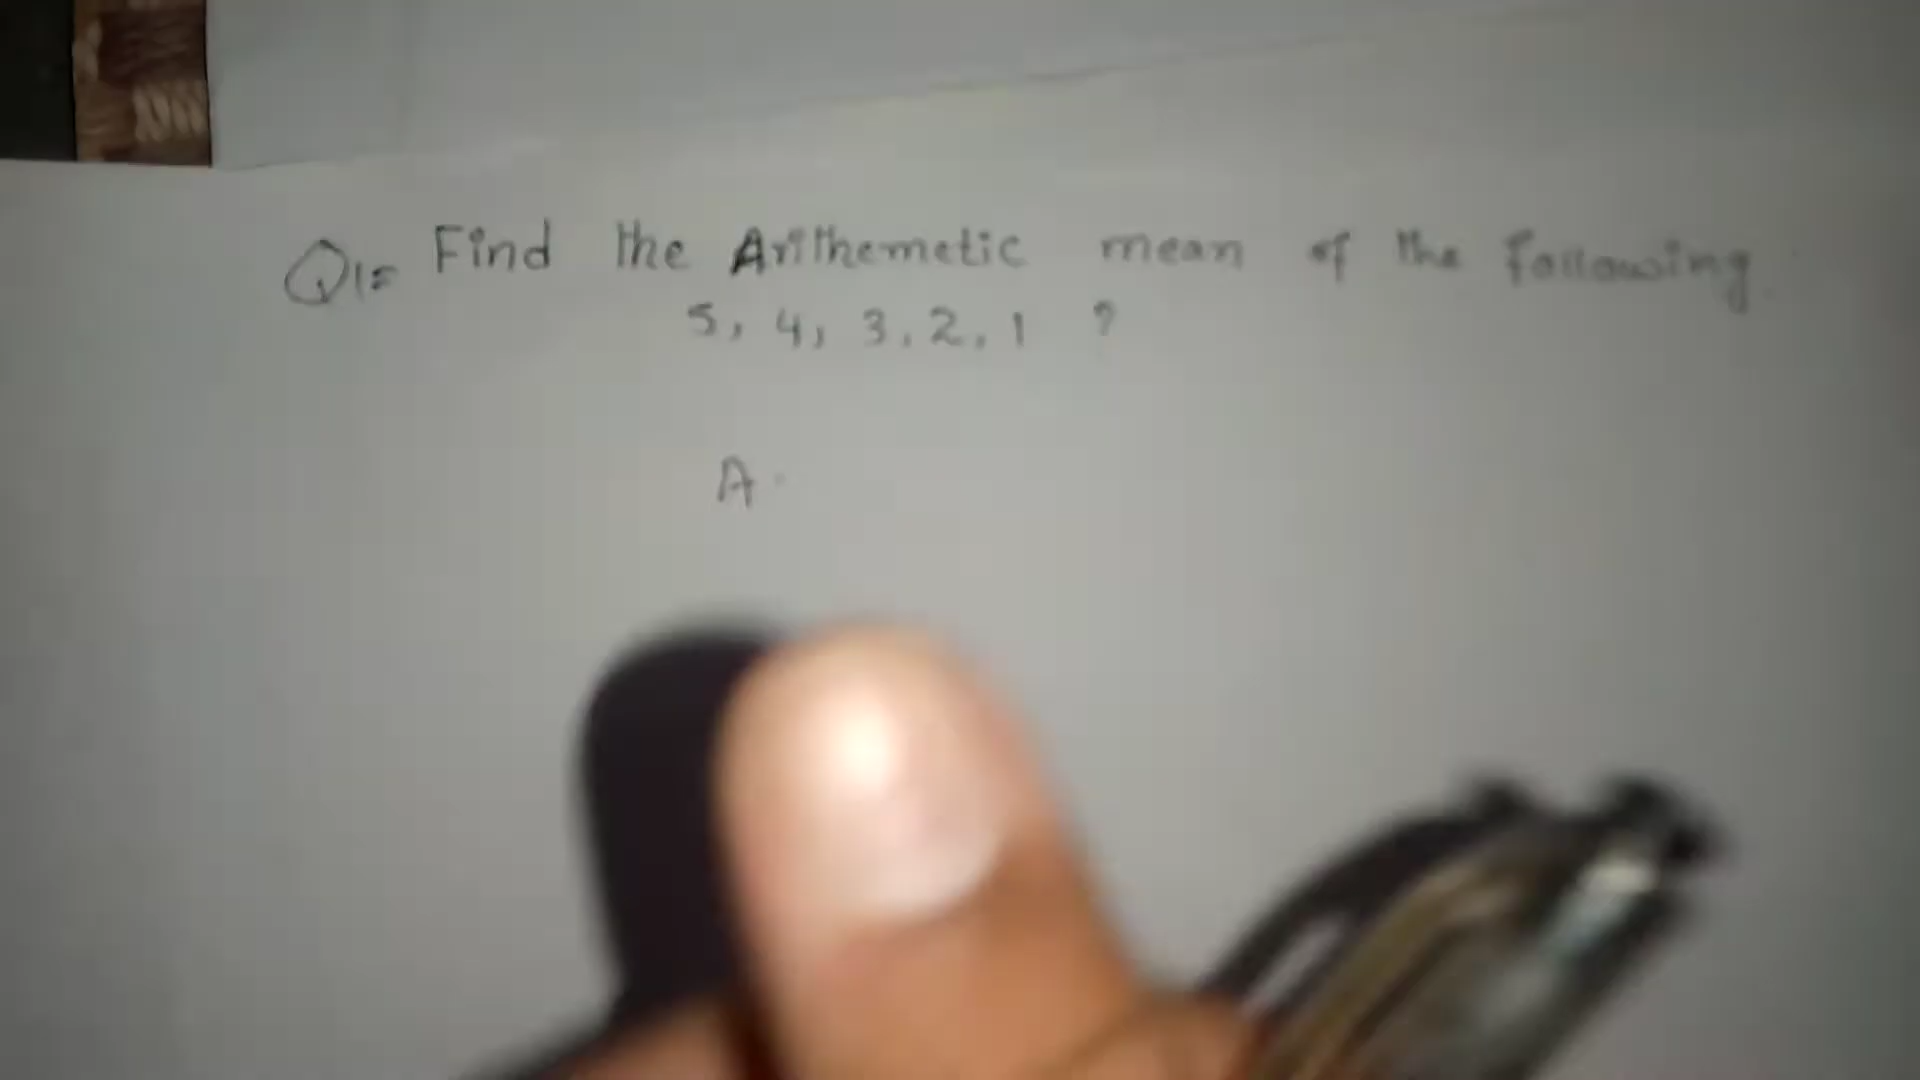 Q1= Find the Arithemetic mean of the following
5, 4, 3, 2, 1 ?
A.